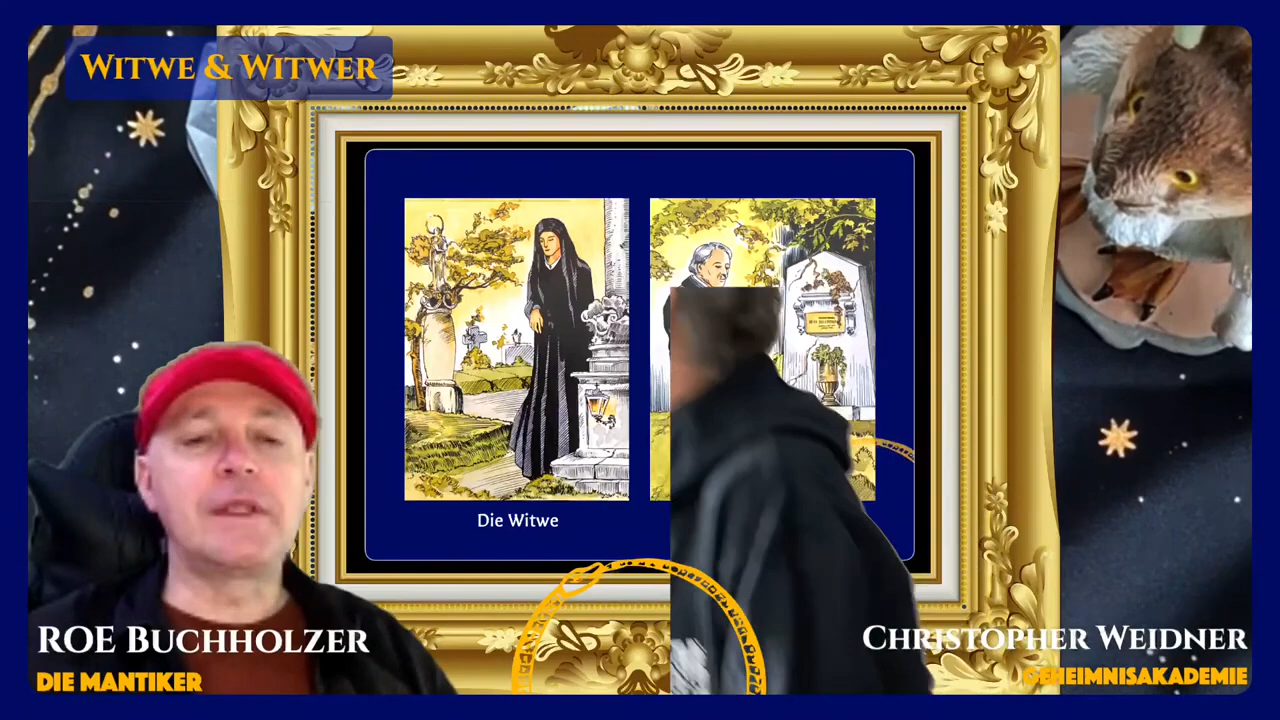 Witwe & Witwer
Die Witwe
ROE Buchholzer
DIE MANTIKER
Christopher Weidner
GEHEIMNISAKADEMIE